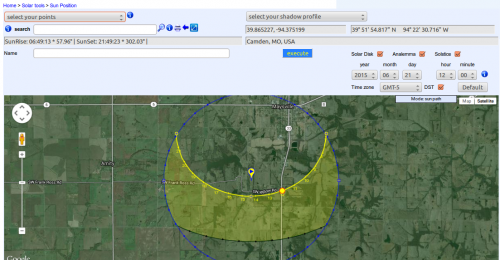 Home > Solar tools > Sun Position
select your points
select your shadow profile
search
39.865227, -94.375199
39° 51' 54.817" N 94° 22' 30.716" W
[SunRise: 06:49:13 * 57.96° | SunSet: 21:49:23 * 302.03°]
Camden, MO, USA
Name
execute
Solar Disk
Analemma
Solstice
year month day hour minute
2015 06 21 12 00
Time zone GMT-5 DST Default
Mode: sun path
Map Satellite
Maysville
Amity
Google